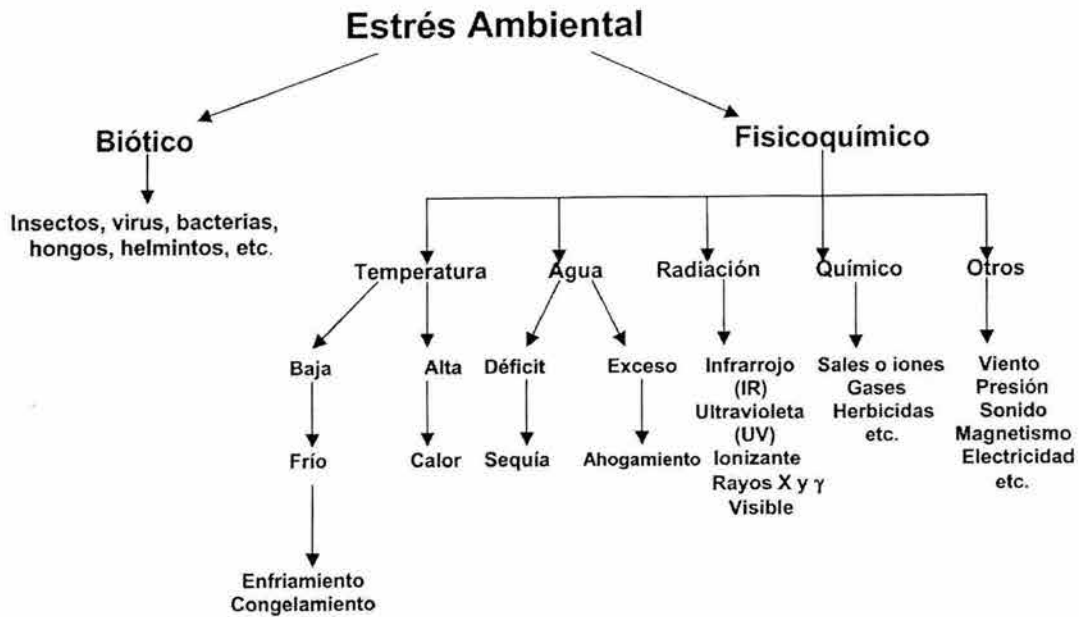 Estrés Ambiental
Biótico
Fisicoquímico
Insectos, virus, bacterias,
hongos, helmintos, etc.
Temperatura
Agua
Radiación
Químico
Otros
Baja
Alta
Déficit
Exceso
Infrarrojo
(IR)
Ultravioleta
(UV)
Ionizante
Rayos X y γ
Visible
Sales o iones
Gases
Herbicidas
etc.
Viento
Presión
Sonido
Magnetismo
Electricidad
etc.
Frío
Calor
Sequía
Ahogamiento
Enfriamiento
Congelamiento